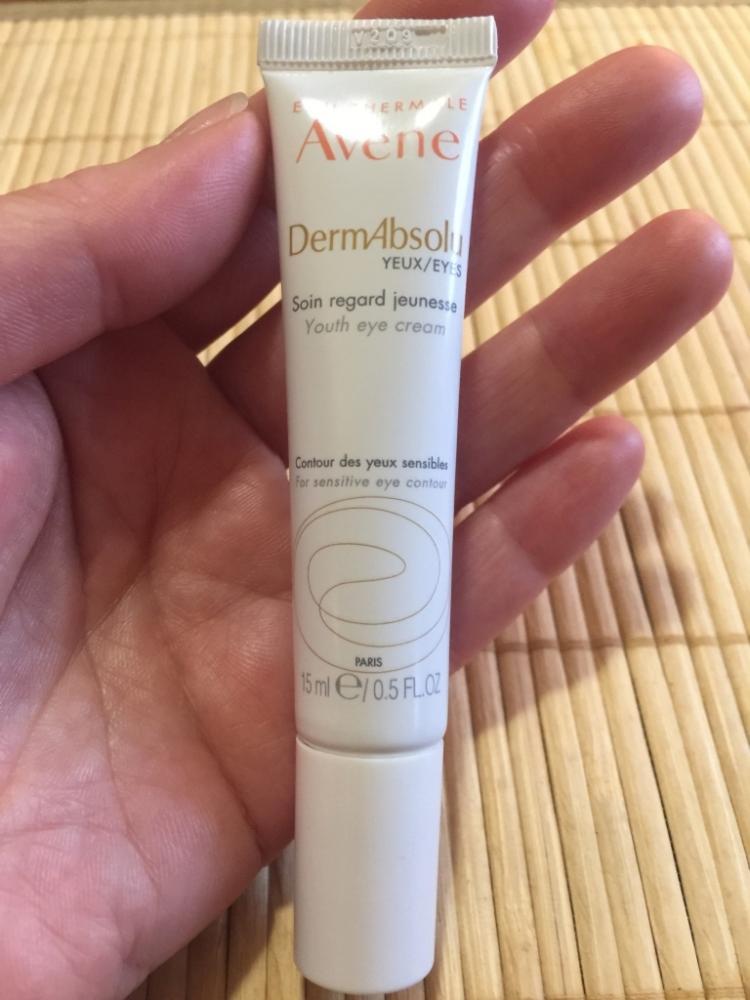 V209
EAU THERMALE
Avène
DermAbsolu
YEUX/EYES
Soin regard jeunesse
Youth eye cream
Contour des yeux sensibles
For sensitive eye contour
PARIS
15 ml ℮/ 0.5 FL.OZ